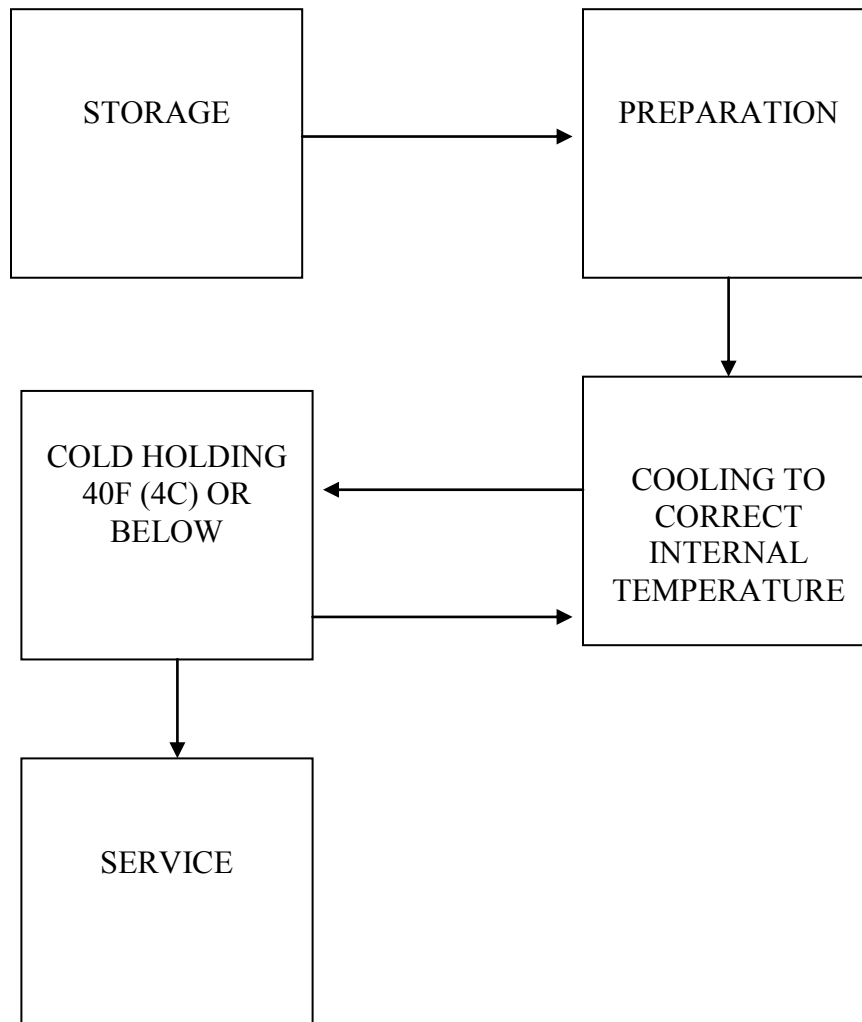 STORAGE
PREPARATION
COOLING TO
CORRECT
INTERNAL
TEMPERATURE
COLD HOLDING
40F (4C) OR
BELOW
SERVICE